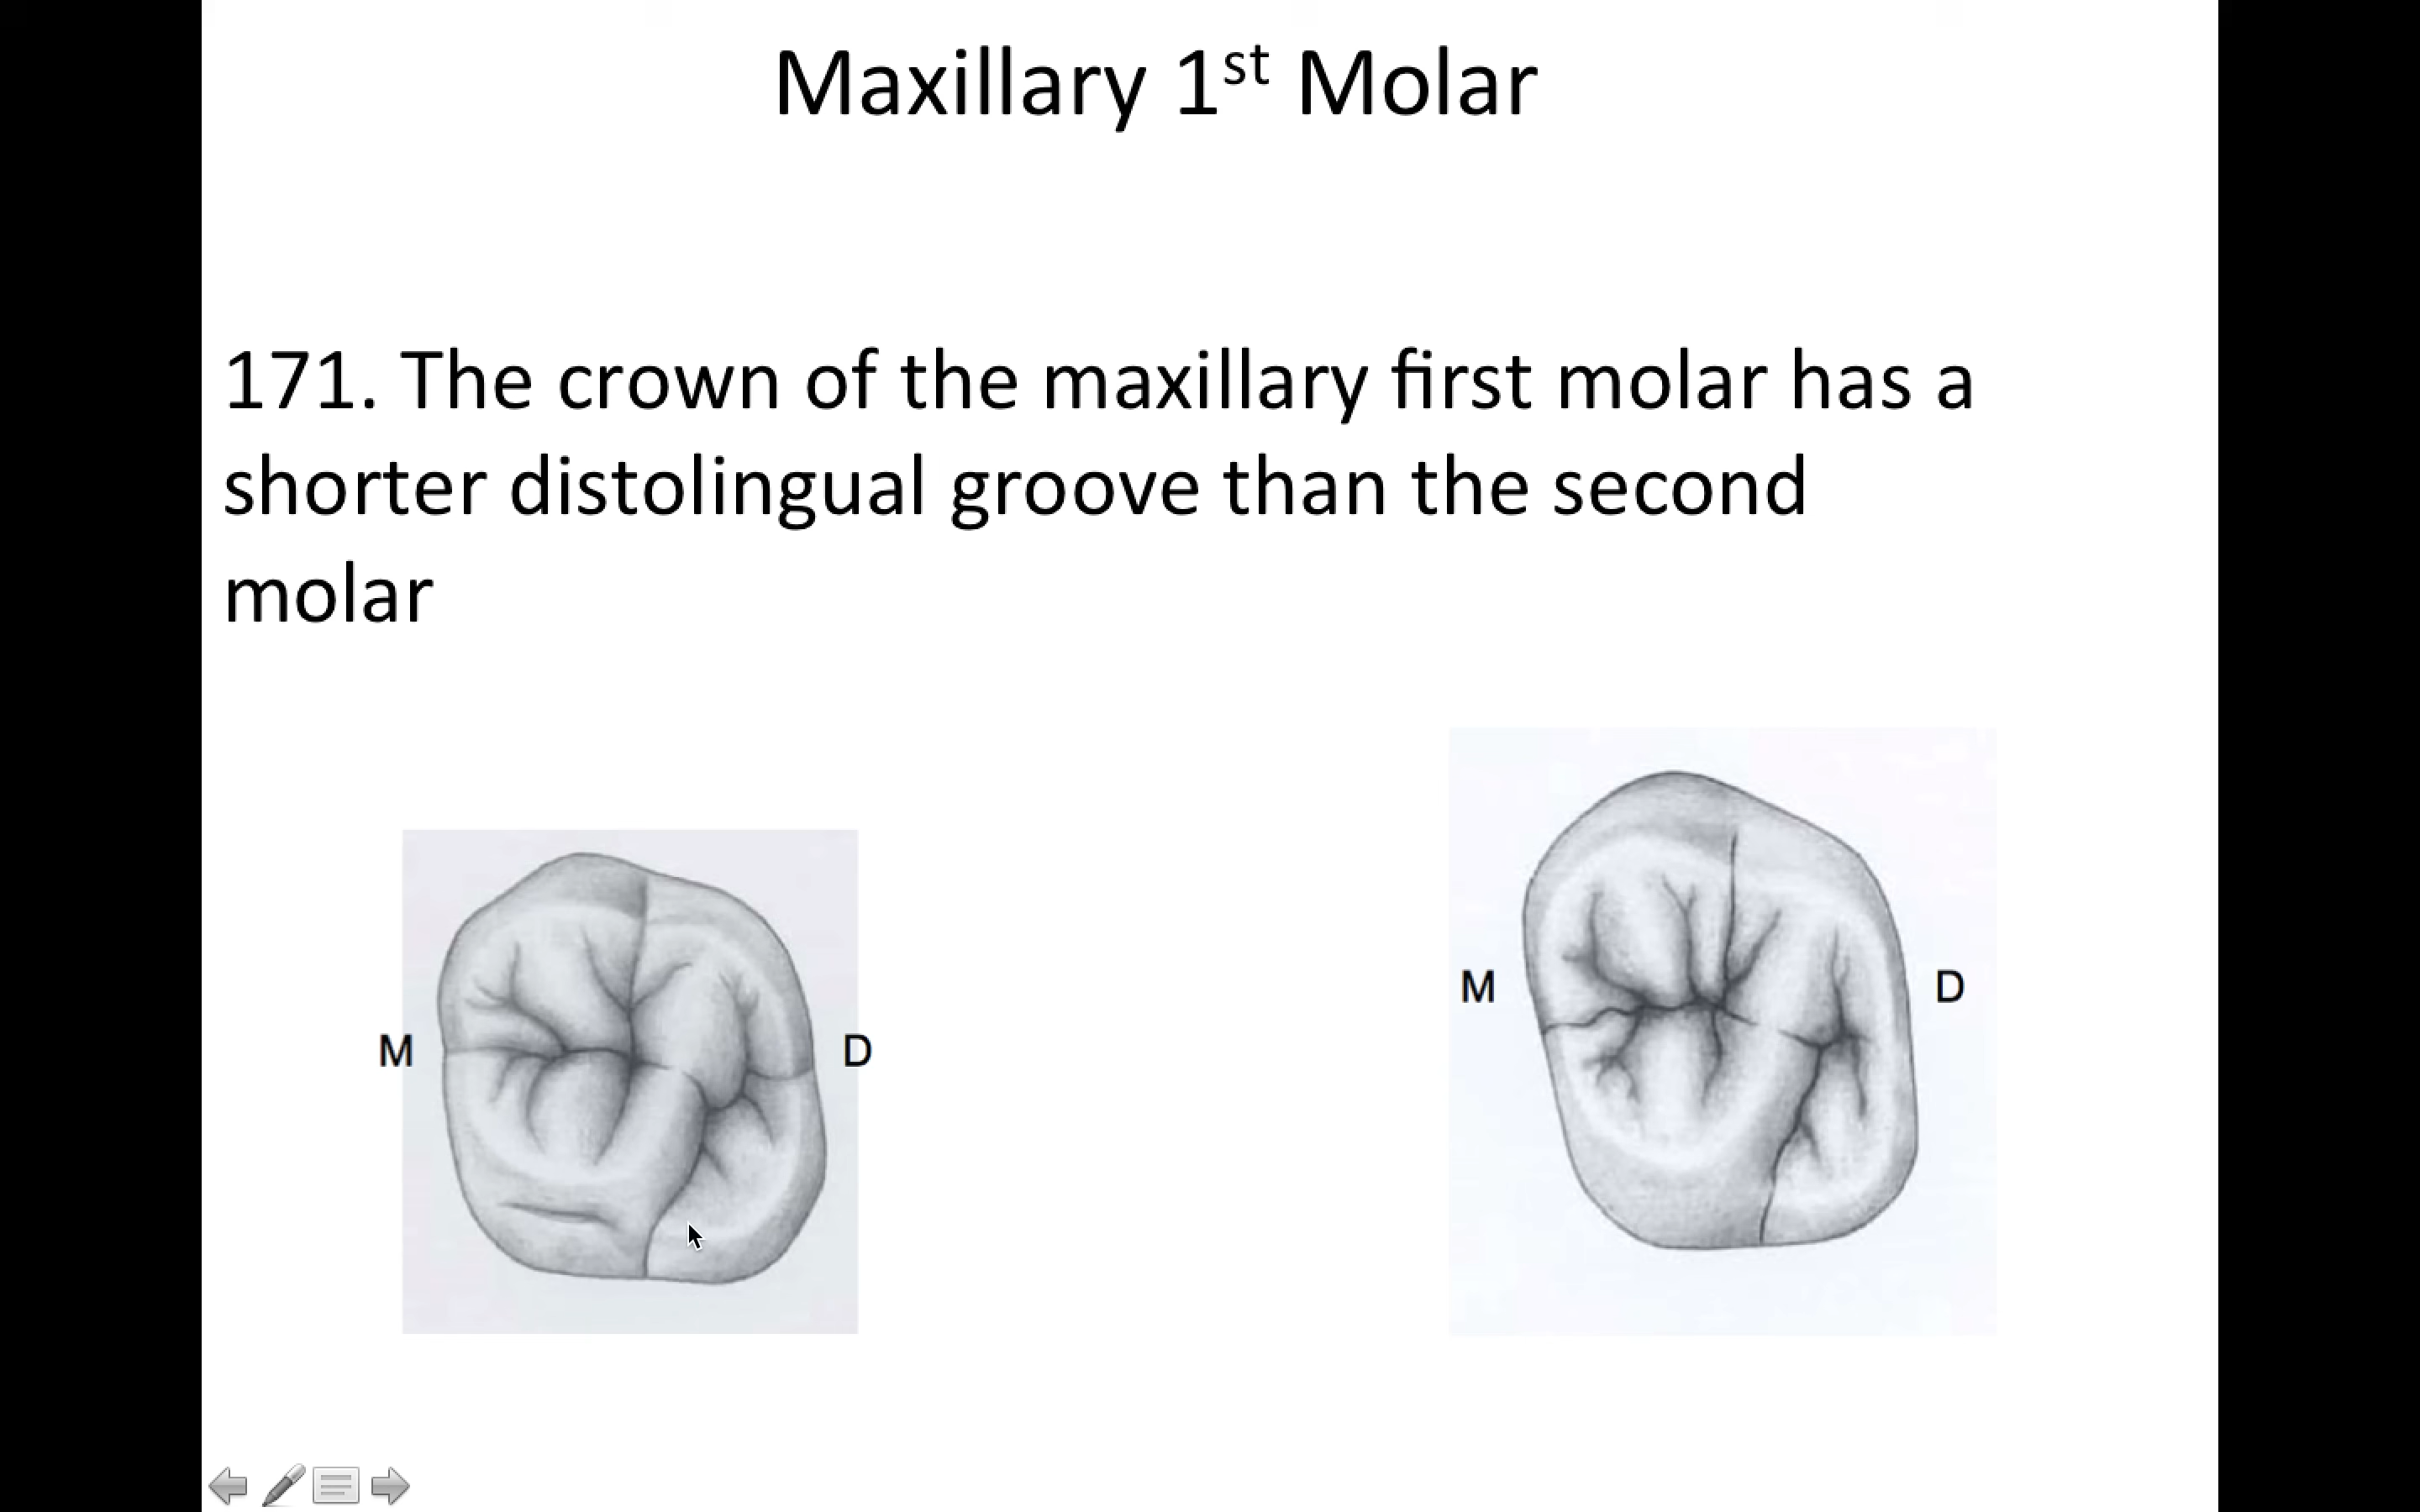 Maxillary 1st Molar
171. The crown of the maxillary first molar has a
shorter distolingual groove than the second
molar
M D
M D